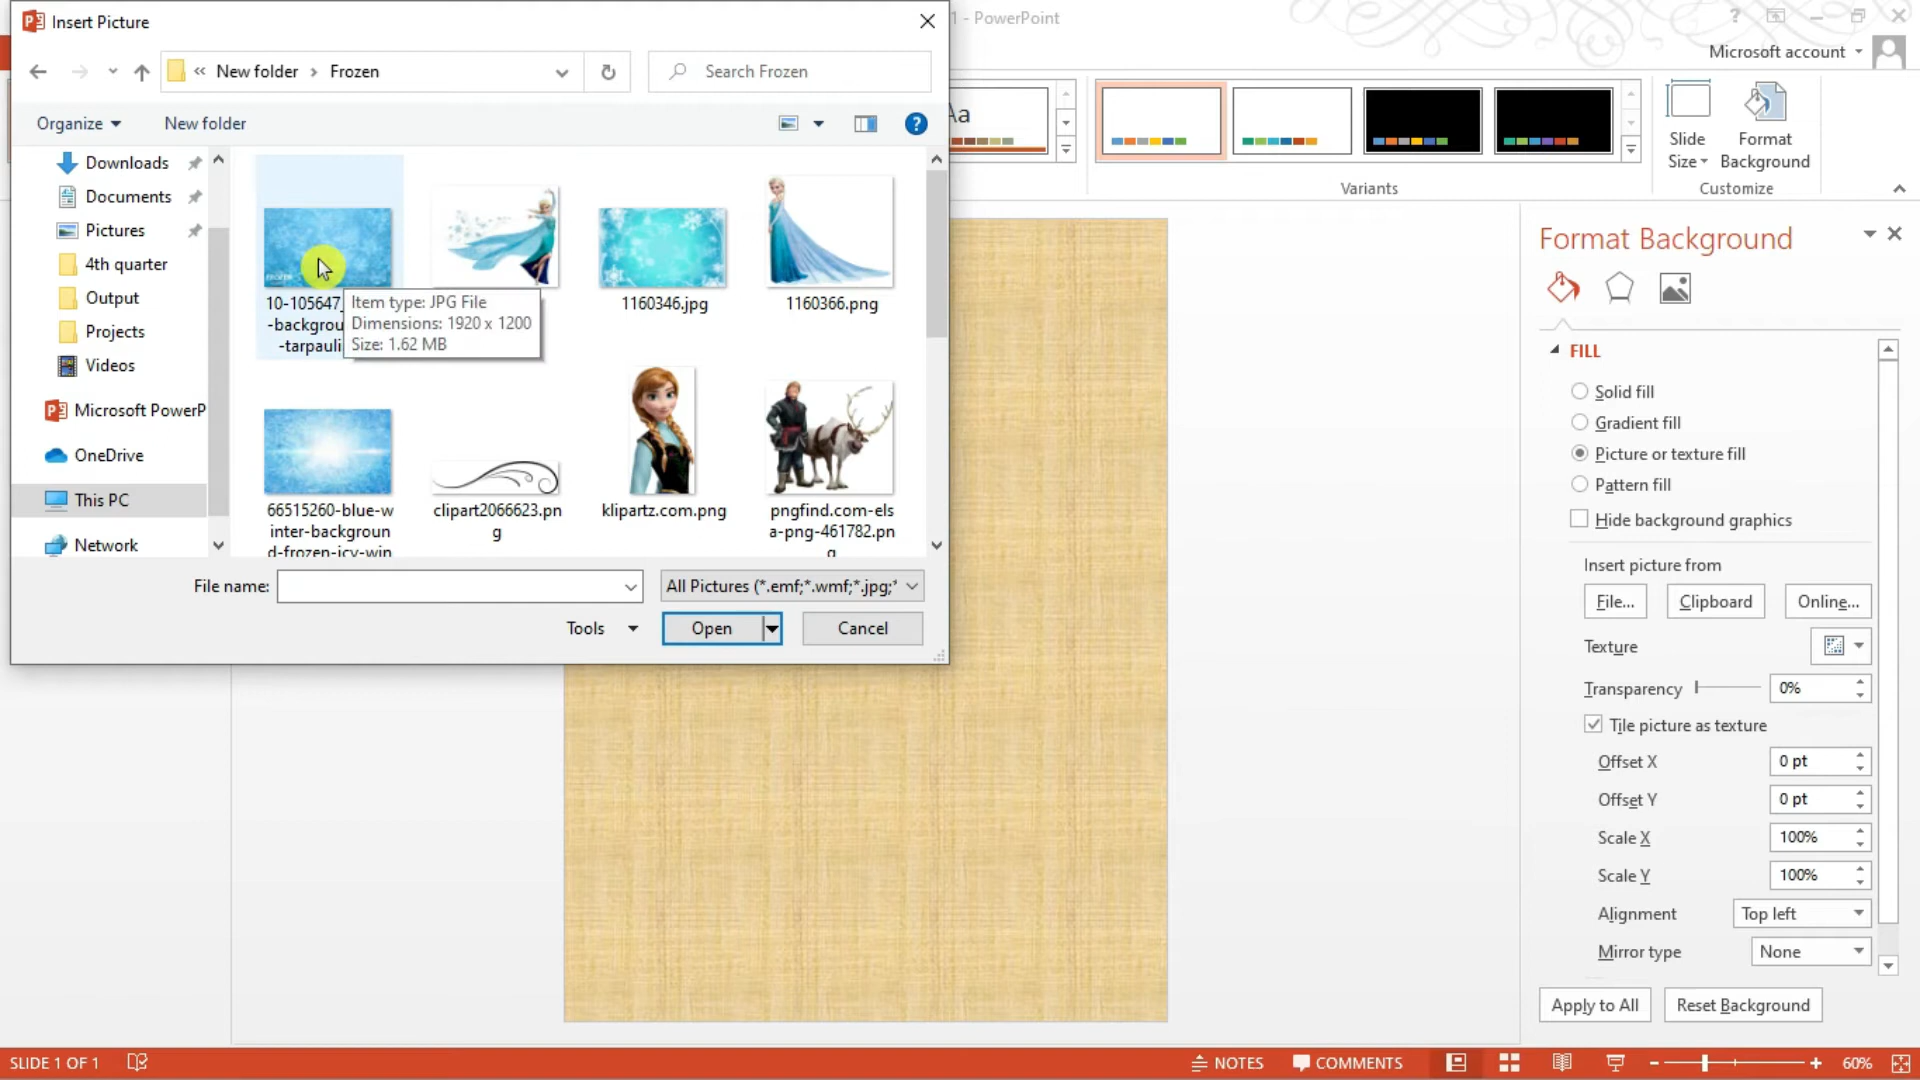 Insert Picture
1 - PowerPoint
?
Microsoft account
« New folder › Frozen
Search Frozen
Organize
New folder
?
Aa
Slide
Size
Format
Background
Variants
Customize
Downloads
Documents
Pictures
4th quarter
Output
Projects
Videos
Microsoft PowerP
OneDrive
This PC
Network
10-105647_
-backgrou
-tarpauli
Item type: JPG File
Dimensions: 1920 x 1200
Size: 1.62 MB
1160346.jpg
1160366.png
66515260-blue-w
inter-backgroun
d-frozen-icy-win
clipart2066623.pn
g
klipartz.com.png
pngfind.com-els
a-png-461782.pn
g
File name:
All Pictures (*.emf;*.wmf;*.jpg;*
Tools
Open
Cancel
Format Background
FILL
Solid fill
Gradient fill
Picture or texture fill
Pattern fill
Hide background graphics
Insert picture from
File...
Clipboard
Online...
Texture
Transparency
0%
Tile picture as texture
Offset X
0 pt
Offset Y
0 pt
Scale X
100%
Scale Y
100%
Alignment
Top left
Mirror type
None
Apply to All
Reset Background
SLIDE 1 OF 1
NOTES
COMMENTS
60%